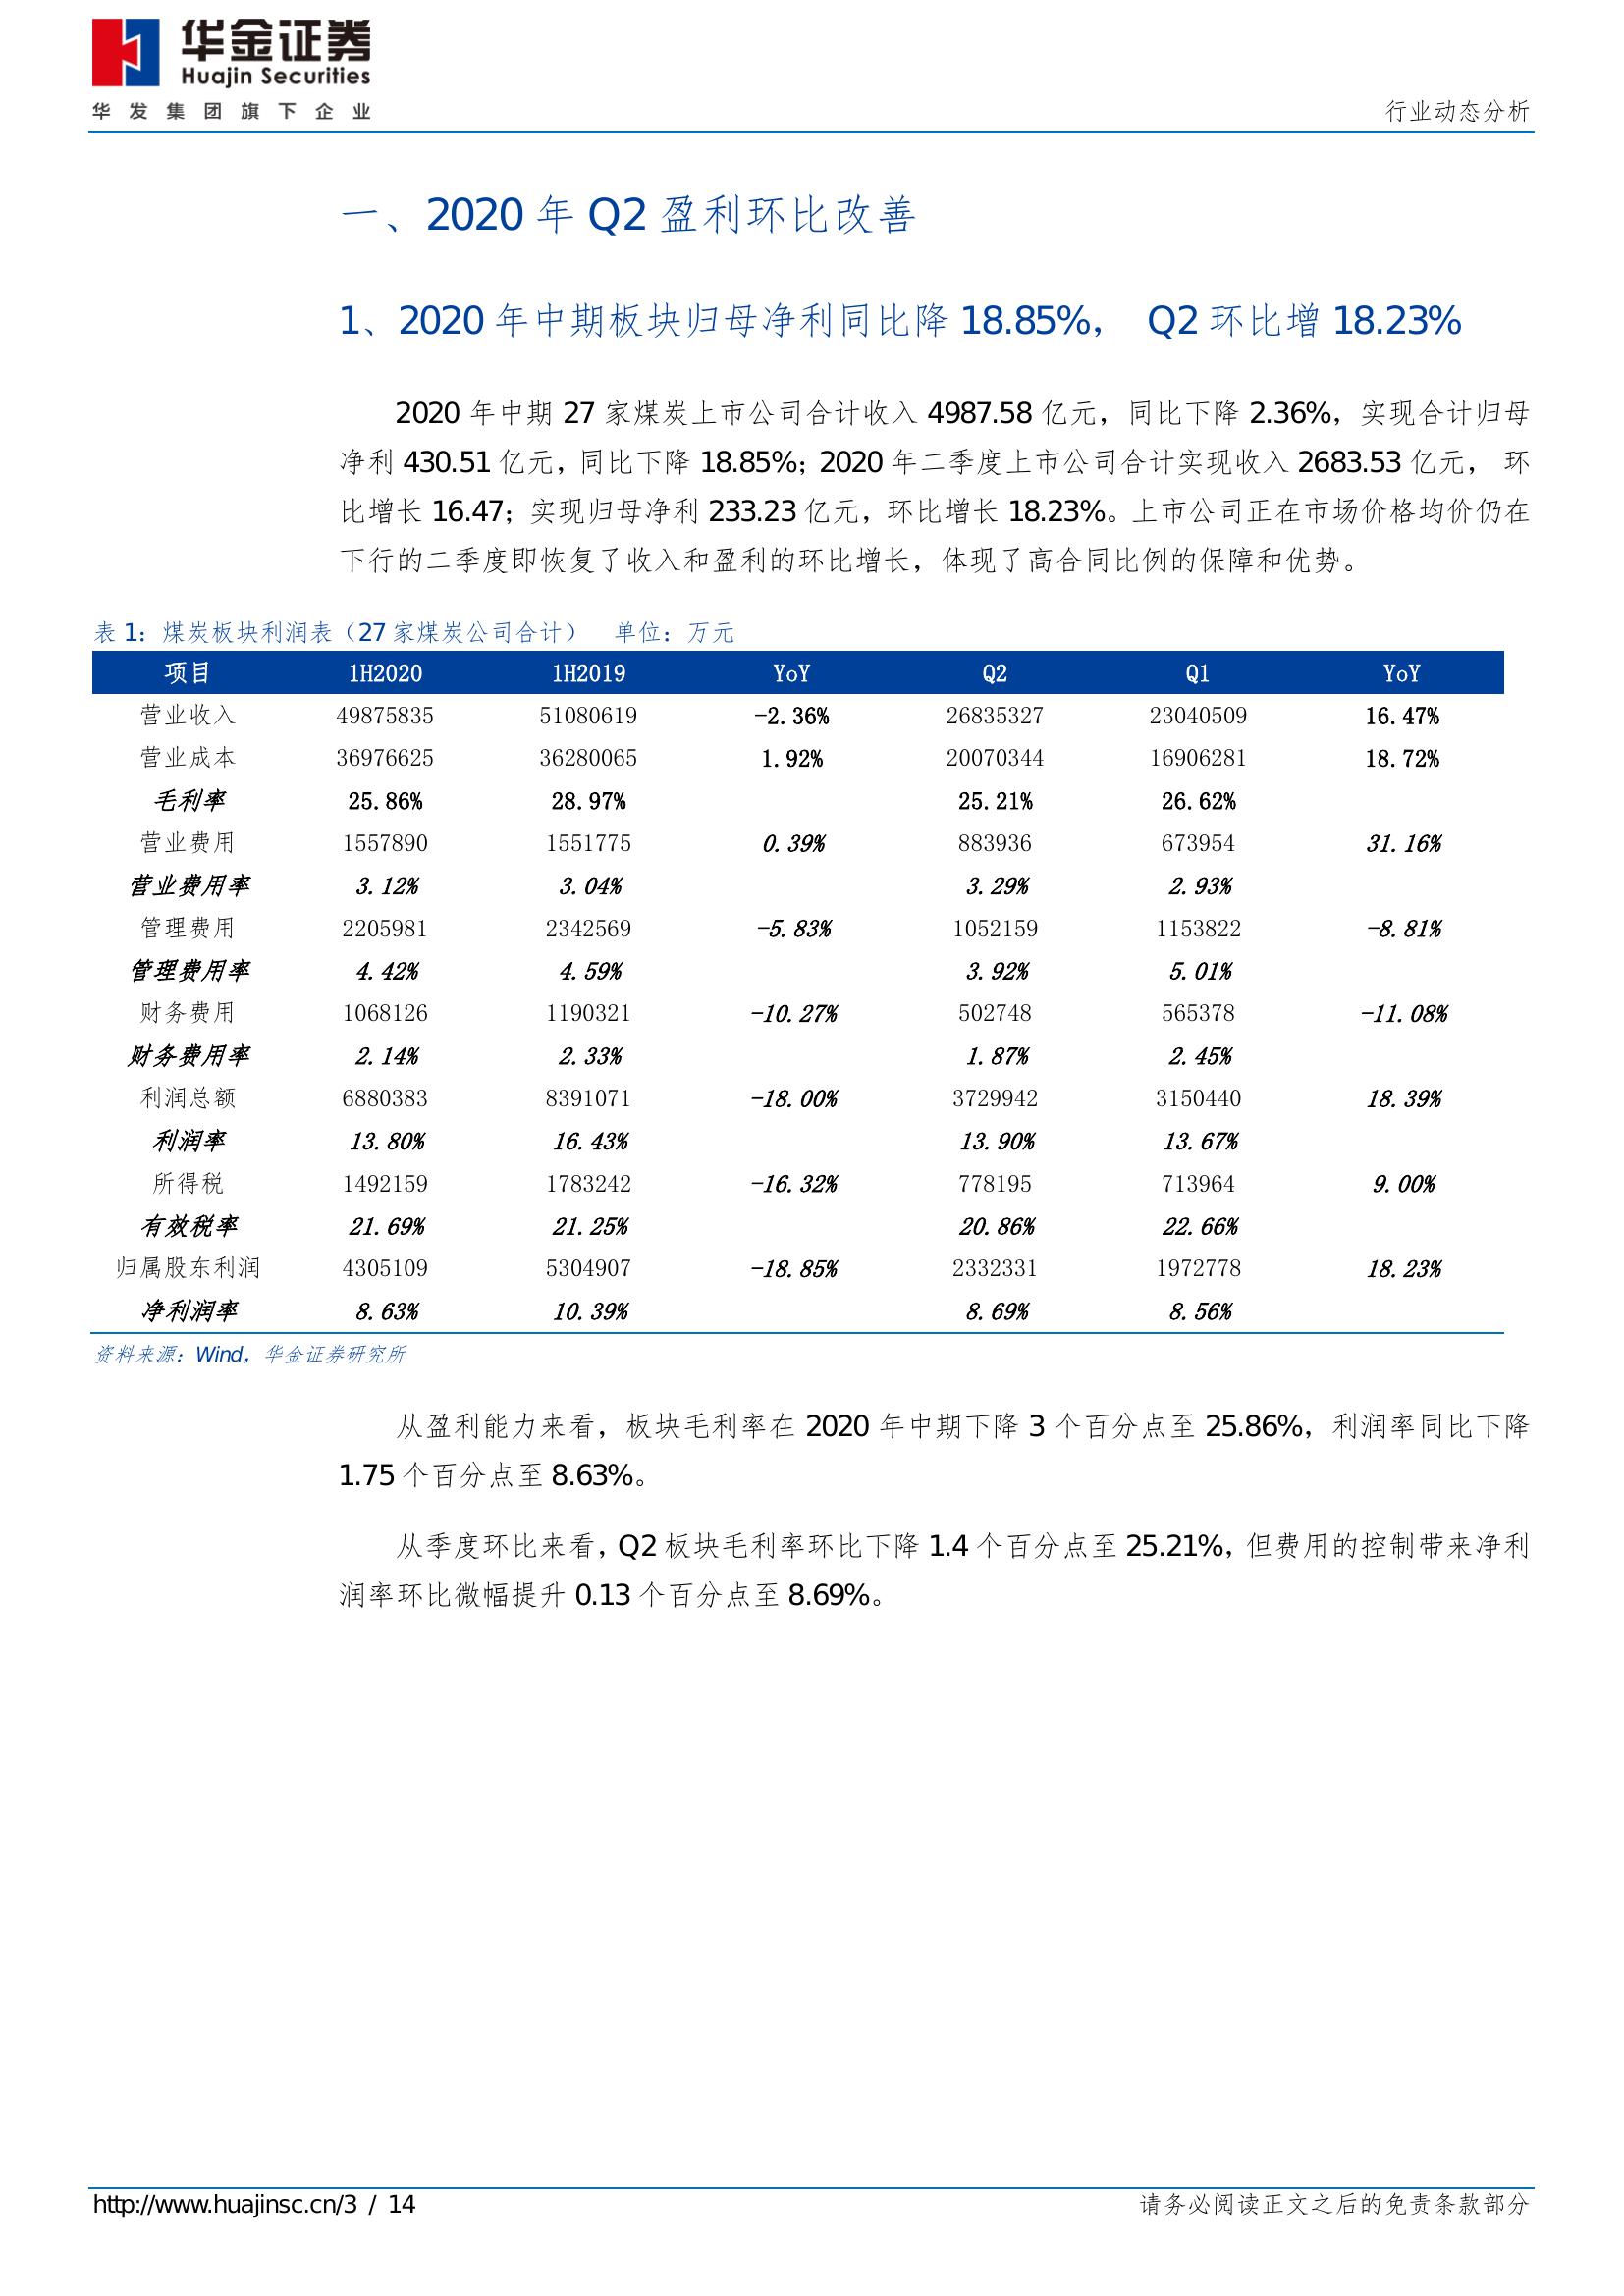 华金证券
Huajin Securities
华发集团旗下企业
行业动态分析
一、2020 年 Q2 盈利环比改善
1、2020 年中期板块归母净利同比降 18.85%， Q2 环比增 18.23%
2020 年中期 27 家煤炭上市公司合计收入 4987.58 亿元，同比下降 2.36%，实现合计归母
净利 430.51 亿元，同比下降 18.85%；2020 年二季度上市公司合计实现收入 2683.53 亿元， 环
比增长 16.47；实现归母净利 233.23 亿元，环比增长 18.23%。上市公司正在市场价格均价仍在
下行的二季度即恢复了收入和盈利的环比增长，体现了高合同比例的保障和优势。
表 1：煤炭板块利润表（27 家煤炭公司合计） 单位：万元
项目 1H2020 1H2019 YoY Q2 Q1 YoY
营业收入 49875835 51080619 -2.36% 26835327 23040509 16.47%
营业成本 36976625 36280065 1.92% 20070344 16906281 18.72%
毛利率 25.86% 28.97% 25.21% 26.62%
营业费用 1557890 1551775 0.39% 883936 673954 31.16%
营业费用率 3.12% 3.04% 3.29% 2.93%
管理费用 2205981 2342569 -5.83% 1052159 1153822 -8.81%
管理费用率 4.42% 4.59% 3.92% 5.01%
财务费用 1068126 1190321 -10.27% 502748 565378 -11.08%
财务费用率 2.14% 2.33% 1.87% 2.45%
利润总额 6880383 8391071 -18.00% 3729942 3150440 18.39%
利润率 13.80% 16.43% 13.90% 13.67%
所得税 1492159 1783242 -16.32% 778195 713964 9.00%
有效税率 21.69% 21.25% 20.86% 22.66%
归属股东利润 4305109 5304907 -18.85% 2332331 1972778 18.23%
净利润率 8.63% 10.39% 8.69% 8.56%
资料来源：Wind，华金证券研究所
从盈利能力来看，板块毛利率在 2020 年中期下降 3 个百分点至 25.86%，利润率同比下降
1.75 个百分点至 8.63%。
从季度环比来看，Q2 板块毛利率环比下降 1.4 个百分点至 25.21%，但费用的控制带来净利
润率环比微幅提升 0.13 个百分点至 8.69%。
http://www.huajinsc.cn/3 / 14
请务必阅读正文之后的免责条款部分